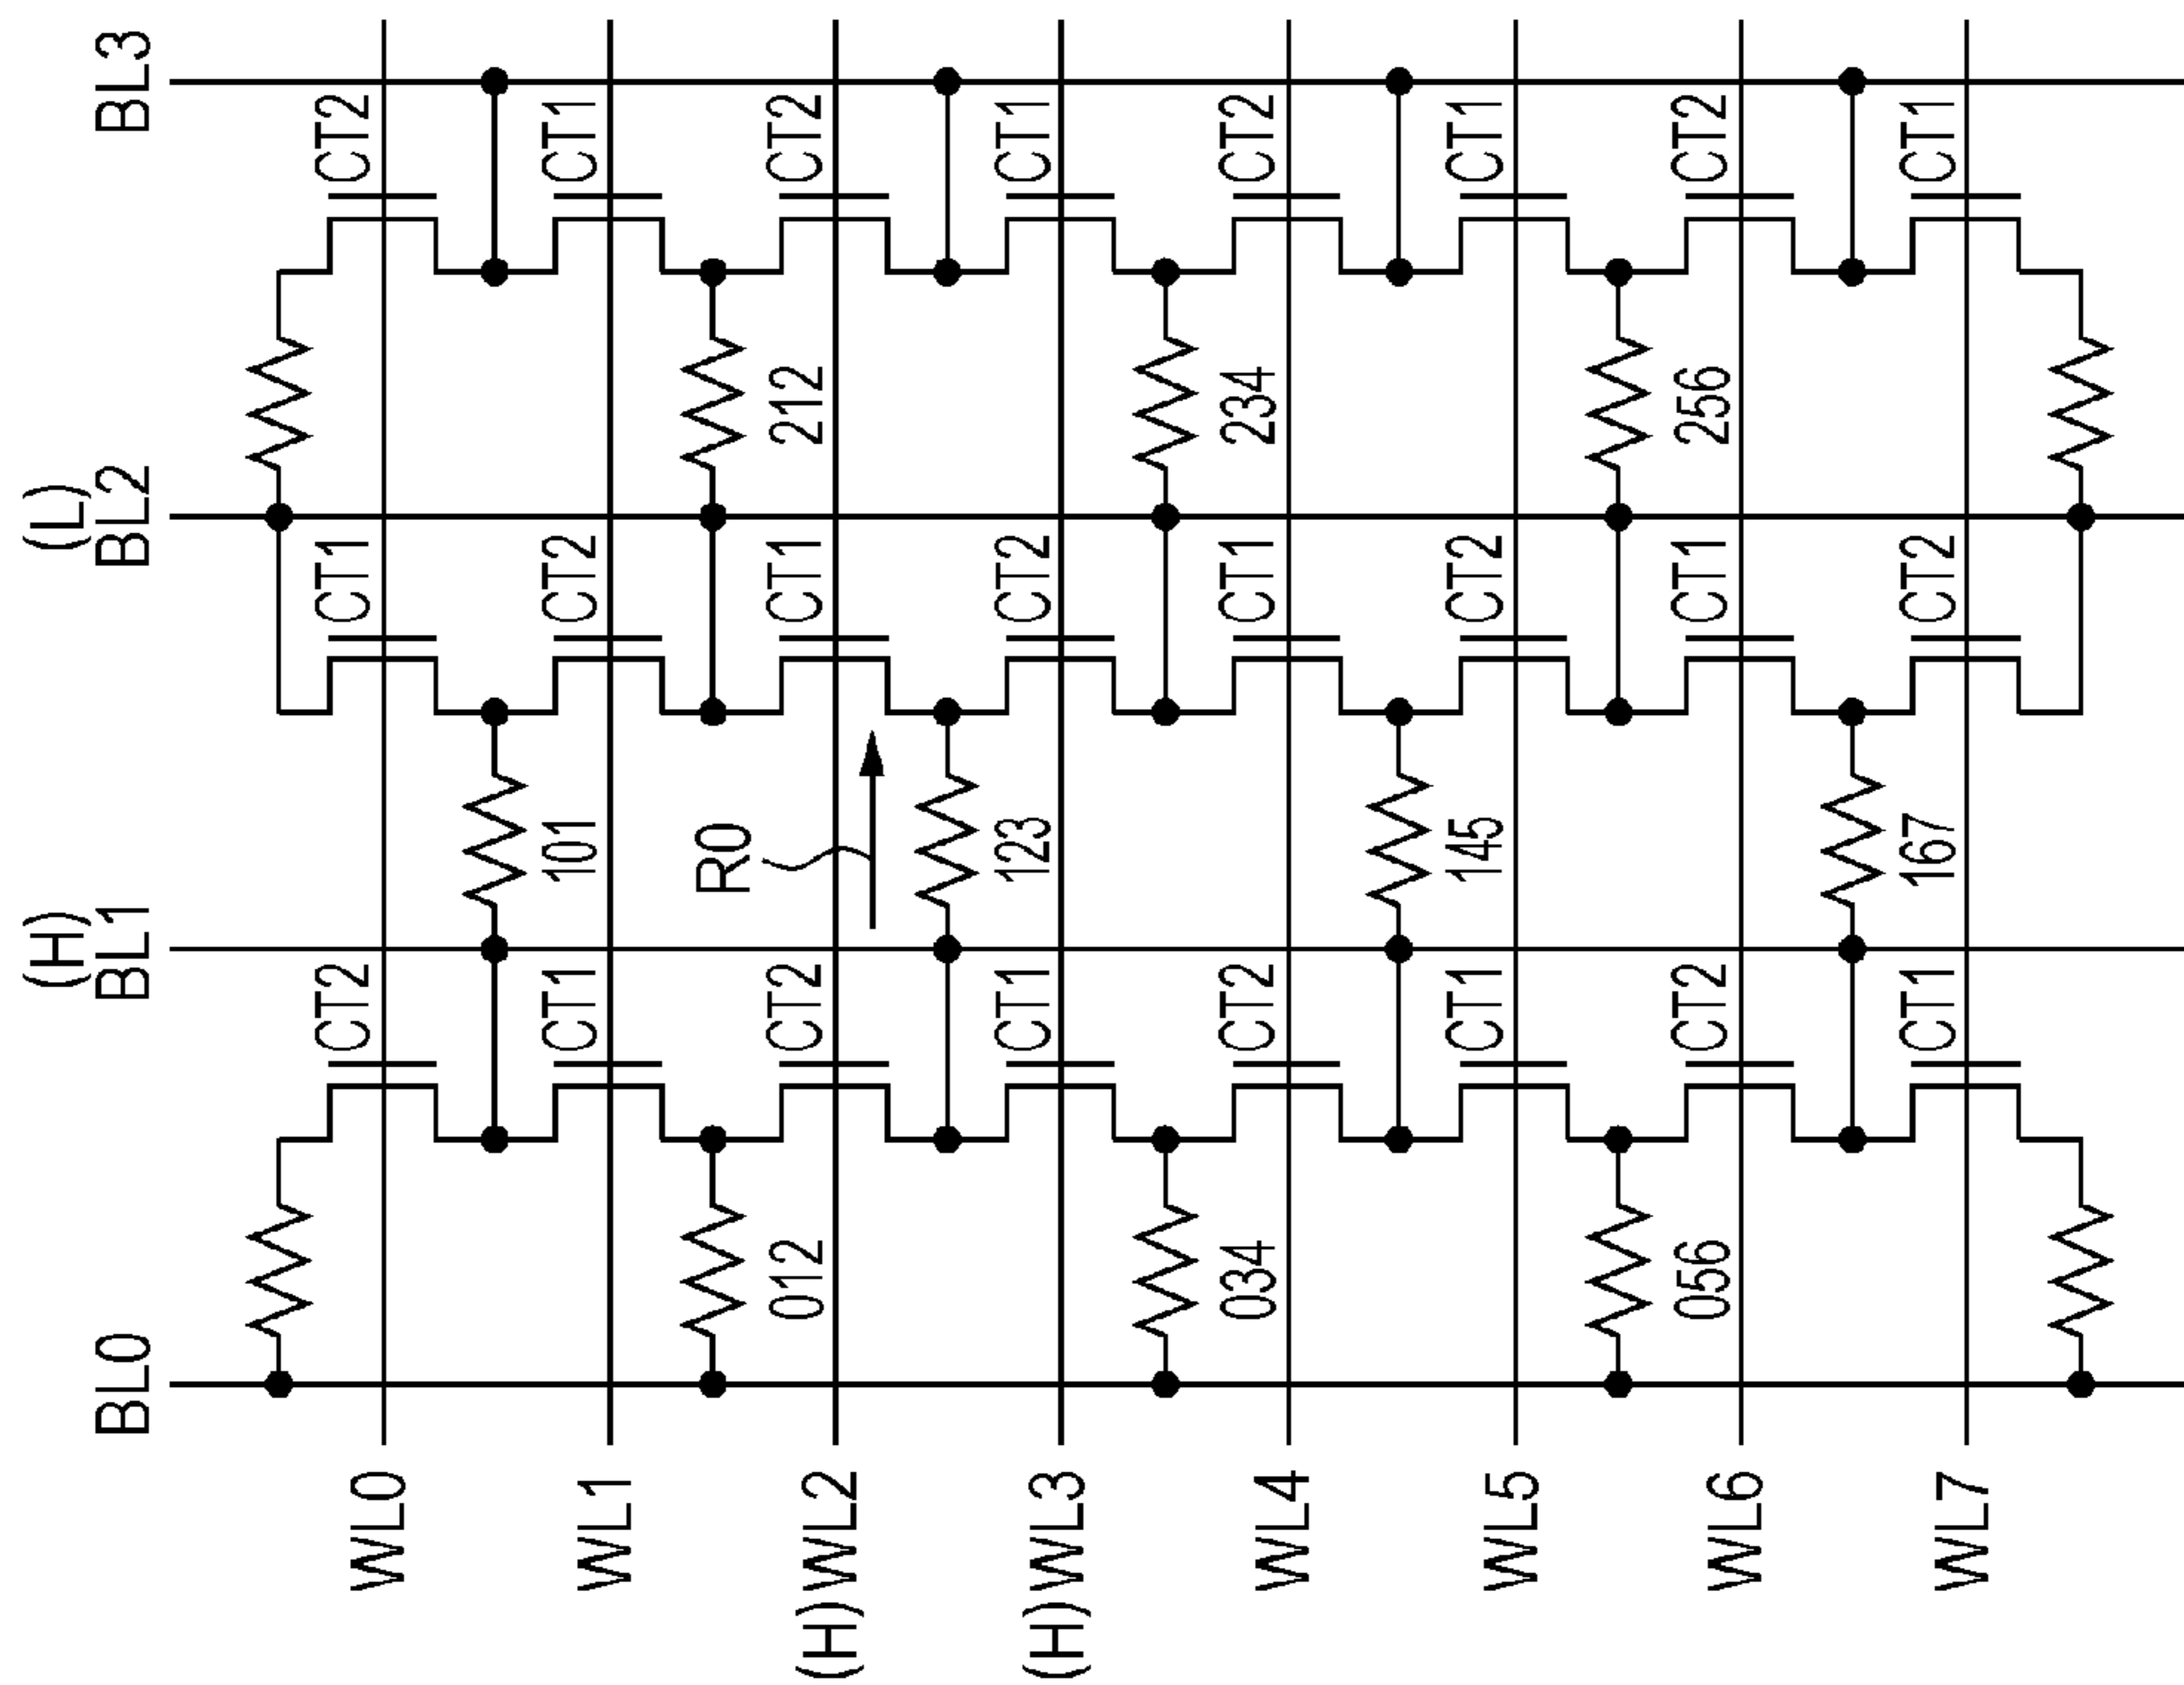 BL0
(H)
BL1
(L)
BL2
BL3
WL0
CT2
CT1
CT2
101
WL1
CT1
CT2
CT1
012
212
(H) WL2
CT2
CT1
CT2
R0
123
(H) WL3
CT1
CT2
CT1
034
234
WL4
CT2
CT1
CT2
145
WL5
CT1
CT2
CT1
056
256
WL6
CT2
CT1
CT2
167
WL7
CT1
CT2
CT1